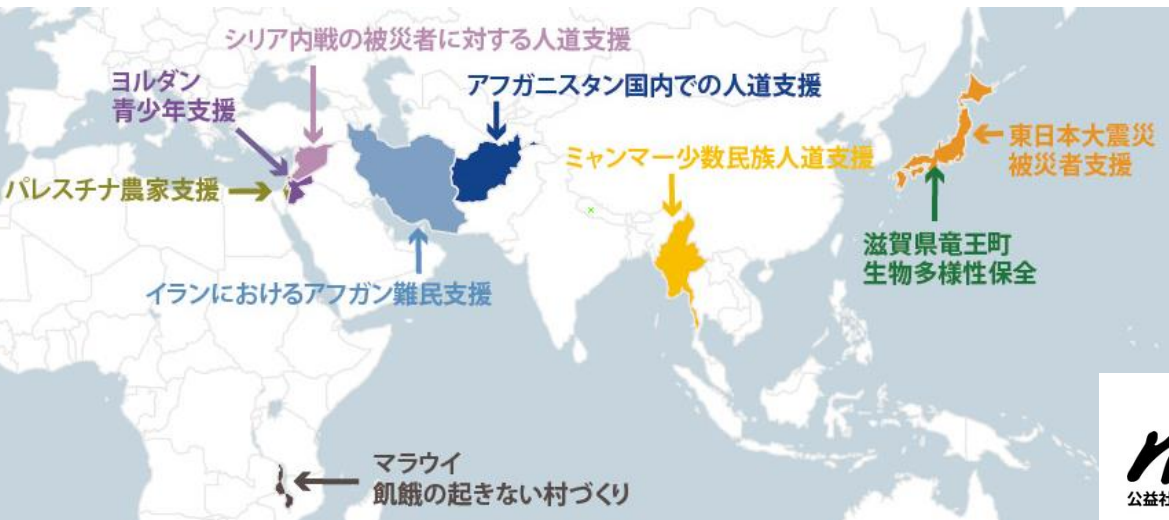 シリア内戦の被災者に対する人道支援
ヨルダン
青少年支援
アフガニスタン国内での人道支援
東日本大震災
被災者支援
ミャンマー少数民族人道支援
パレスチナ農家支援
滋賀県竜王町
生物多様性保全
イランにおけるアフガン難民支援
マラウイ
飢餓の起きない村づくり
公益社